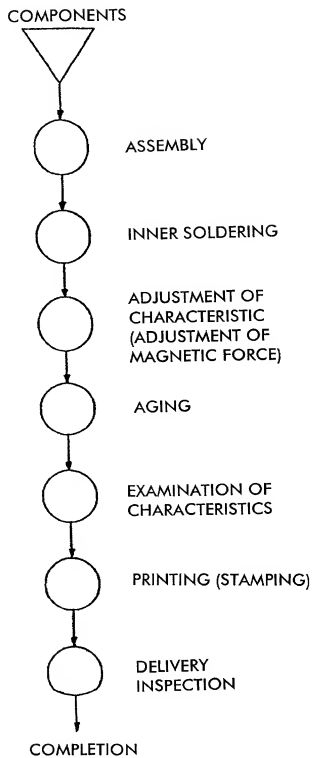 COMPONENTS
ASSEMBLY
INNER SOLDERING
ADJUSTMENT OF
CHARACTERISTIC
(ADJUSTMENT OF
MAGNETIC FORCE)
AGING
EXAMINATION OF
CHARACTERISTICS
PRINTING (STAMPING)
DELIVERY
INSPECTION
COMPLETION